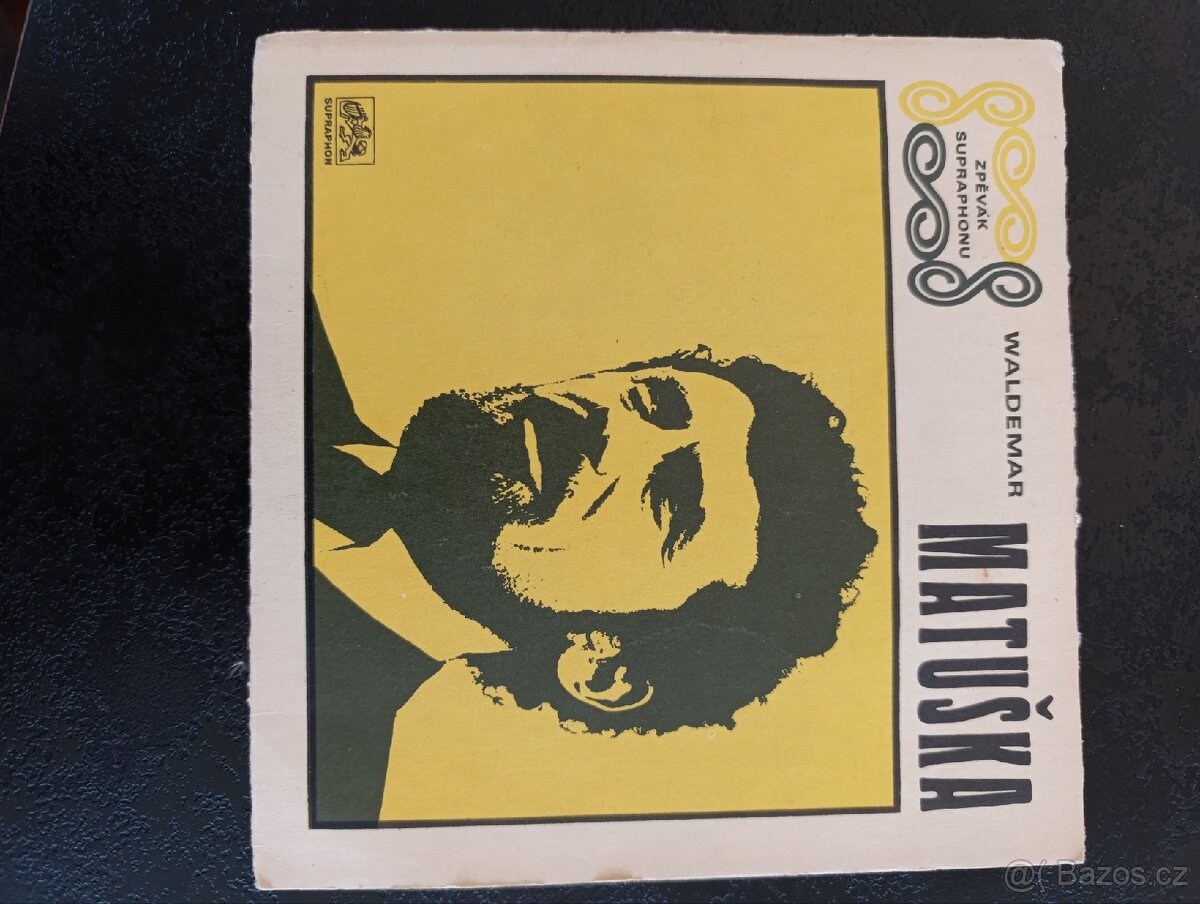 ZPĚVÁK
SUPRAPHONU
WALDEMAR
MATUŠKA
SUPRAPHON
@( Bazos.cz